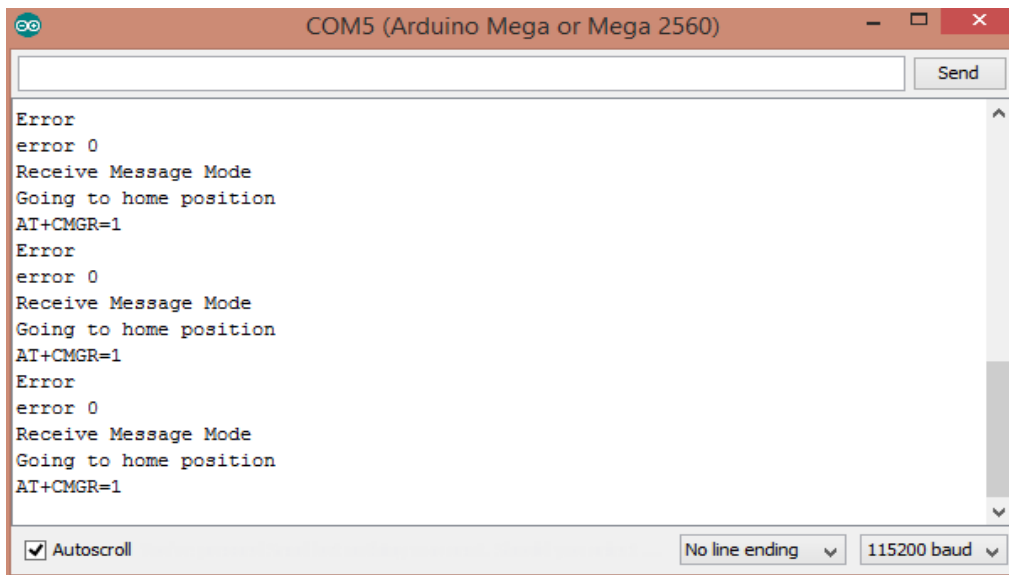 COM5 (Arduino Mega or Mega 2560)
Send
Error
error 0
Receive Message Mode
Going to home position
AT+CMGR=1
Error
error 0
Receive Message Mode
Going to home position
AT+CMGR=1
Error
error 0
Receive Message Mode
Going to home position
AT+CMGR=1
Autoscroll
No line ending
115200 baud